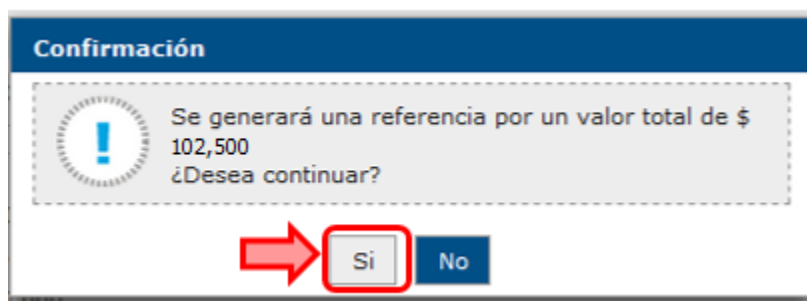 Confirmación
Se generará una referencia por un valor total de $
102,500
¿Desea continuar?
Si
No